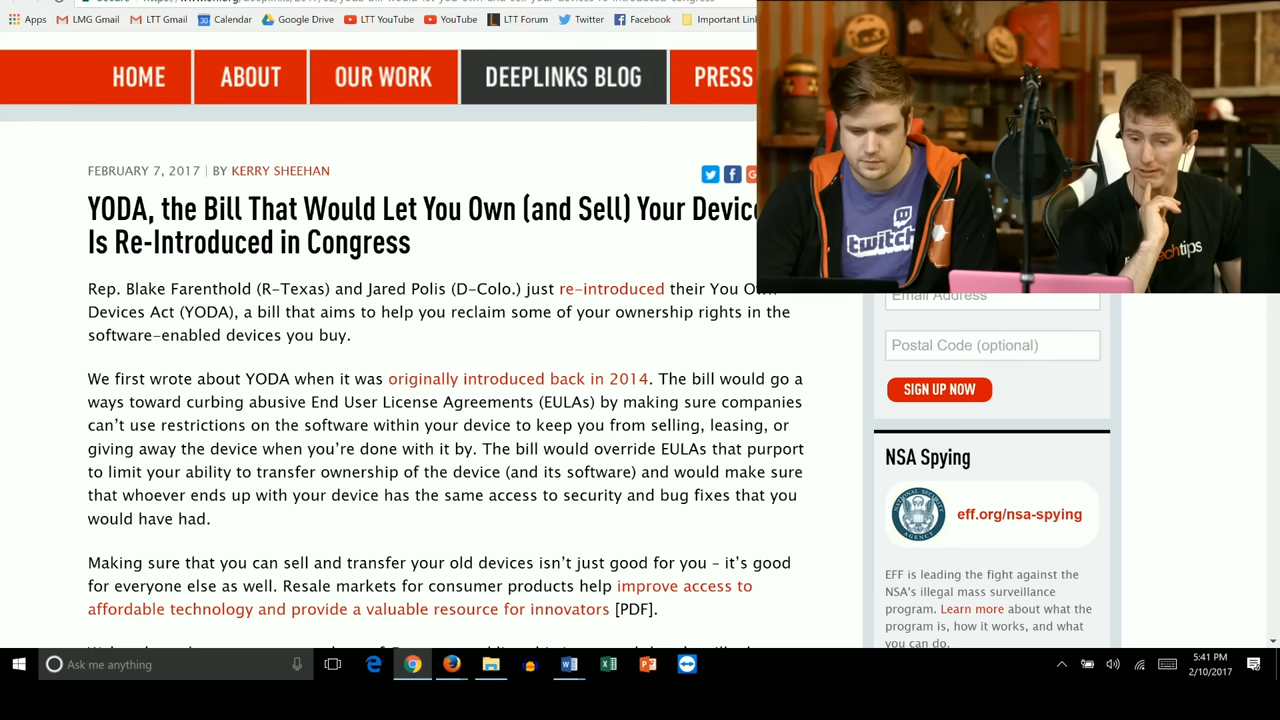 Apps LMG Gmail LTT Gmail Calendar Google Drive LTT YouTube YouTube LTT Forum Twitter Facebook Important Lin
HOME ABOUT OUR WORK DEEPLINKS BLOG PRESS
FEBRUARY 7, 2017 | BY KERRY SHEEHAN
YODA, the Bill That Would Let You Own (and Sell) Your Device
Is Re-Introduced in Congress
Rep. Blake Farenthold (R-Texas) and Jared Polis (D-Colo.) just re-introduced their You Own
Devices Act (YODA), a bill that aims to help you reclaim some of your ownership rights in the
software-enabled devices you buy.
We first wrote about YODA when it was originally introduced back in 2014. The bill would go a
ways toward curbing abusive End User License Agreements (EULAs) by making sure companies
can't use restrictions on the software within your device to keep you from selling, leasing, or
giving away the device when you're done with it by. The bill would override EULAs that purport
to limit your ability to transfer ownership of the device (and its software) and would make sure
that whoever ends up with your device has the same access to security and bug fixes that you
would have had.
Making sure that you can sell and transfer your old devices isn't just good for you – it's good
for everyone else as well. Resale markets for consumer products help improve access to
affordable technology and provide a valuable resource for innovators [PDF].
twitch
techtips
Email Address
Postal Code (optional)
SIGN UP NOW
NSA Spying
eff.org/nsa-spying
EFF is leading the fight against the
NSA's illegal mass surveillance
program. Learn more about what the
program is, how it works, and what
you can do.
Ask me anything
5:41 PM
2/10/2017